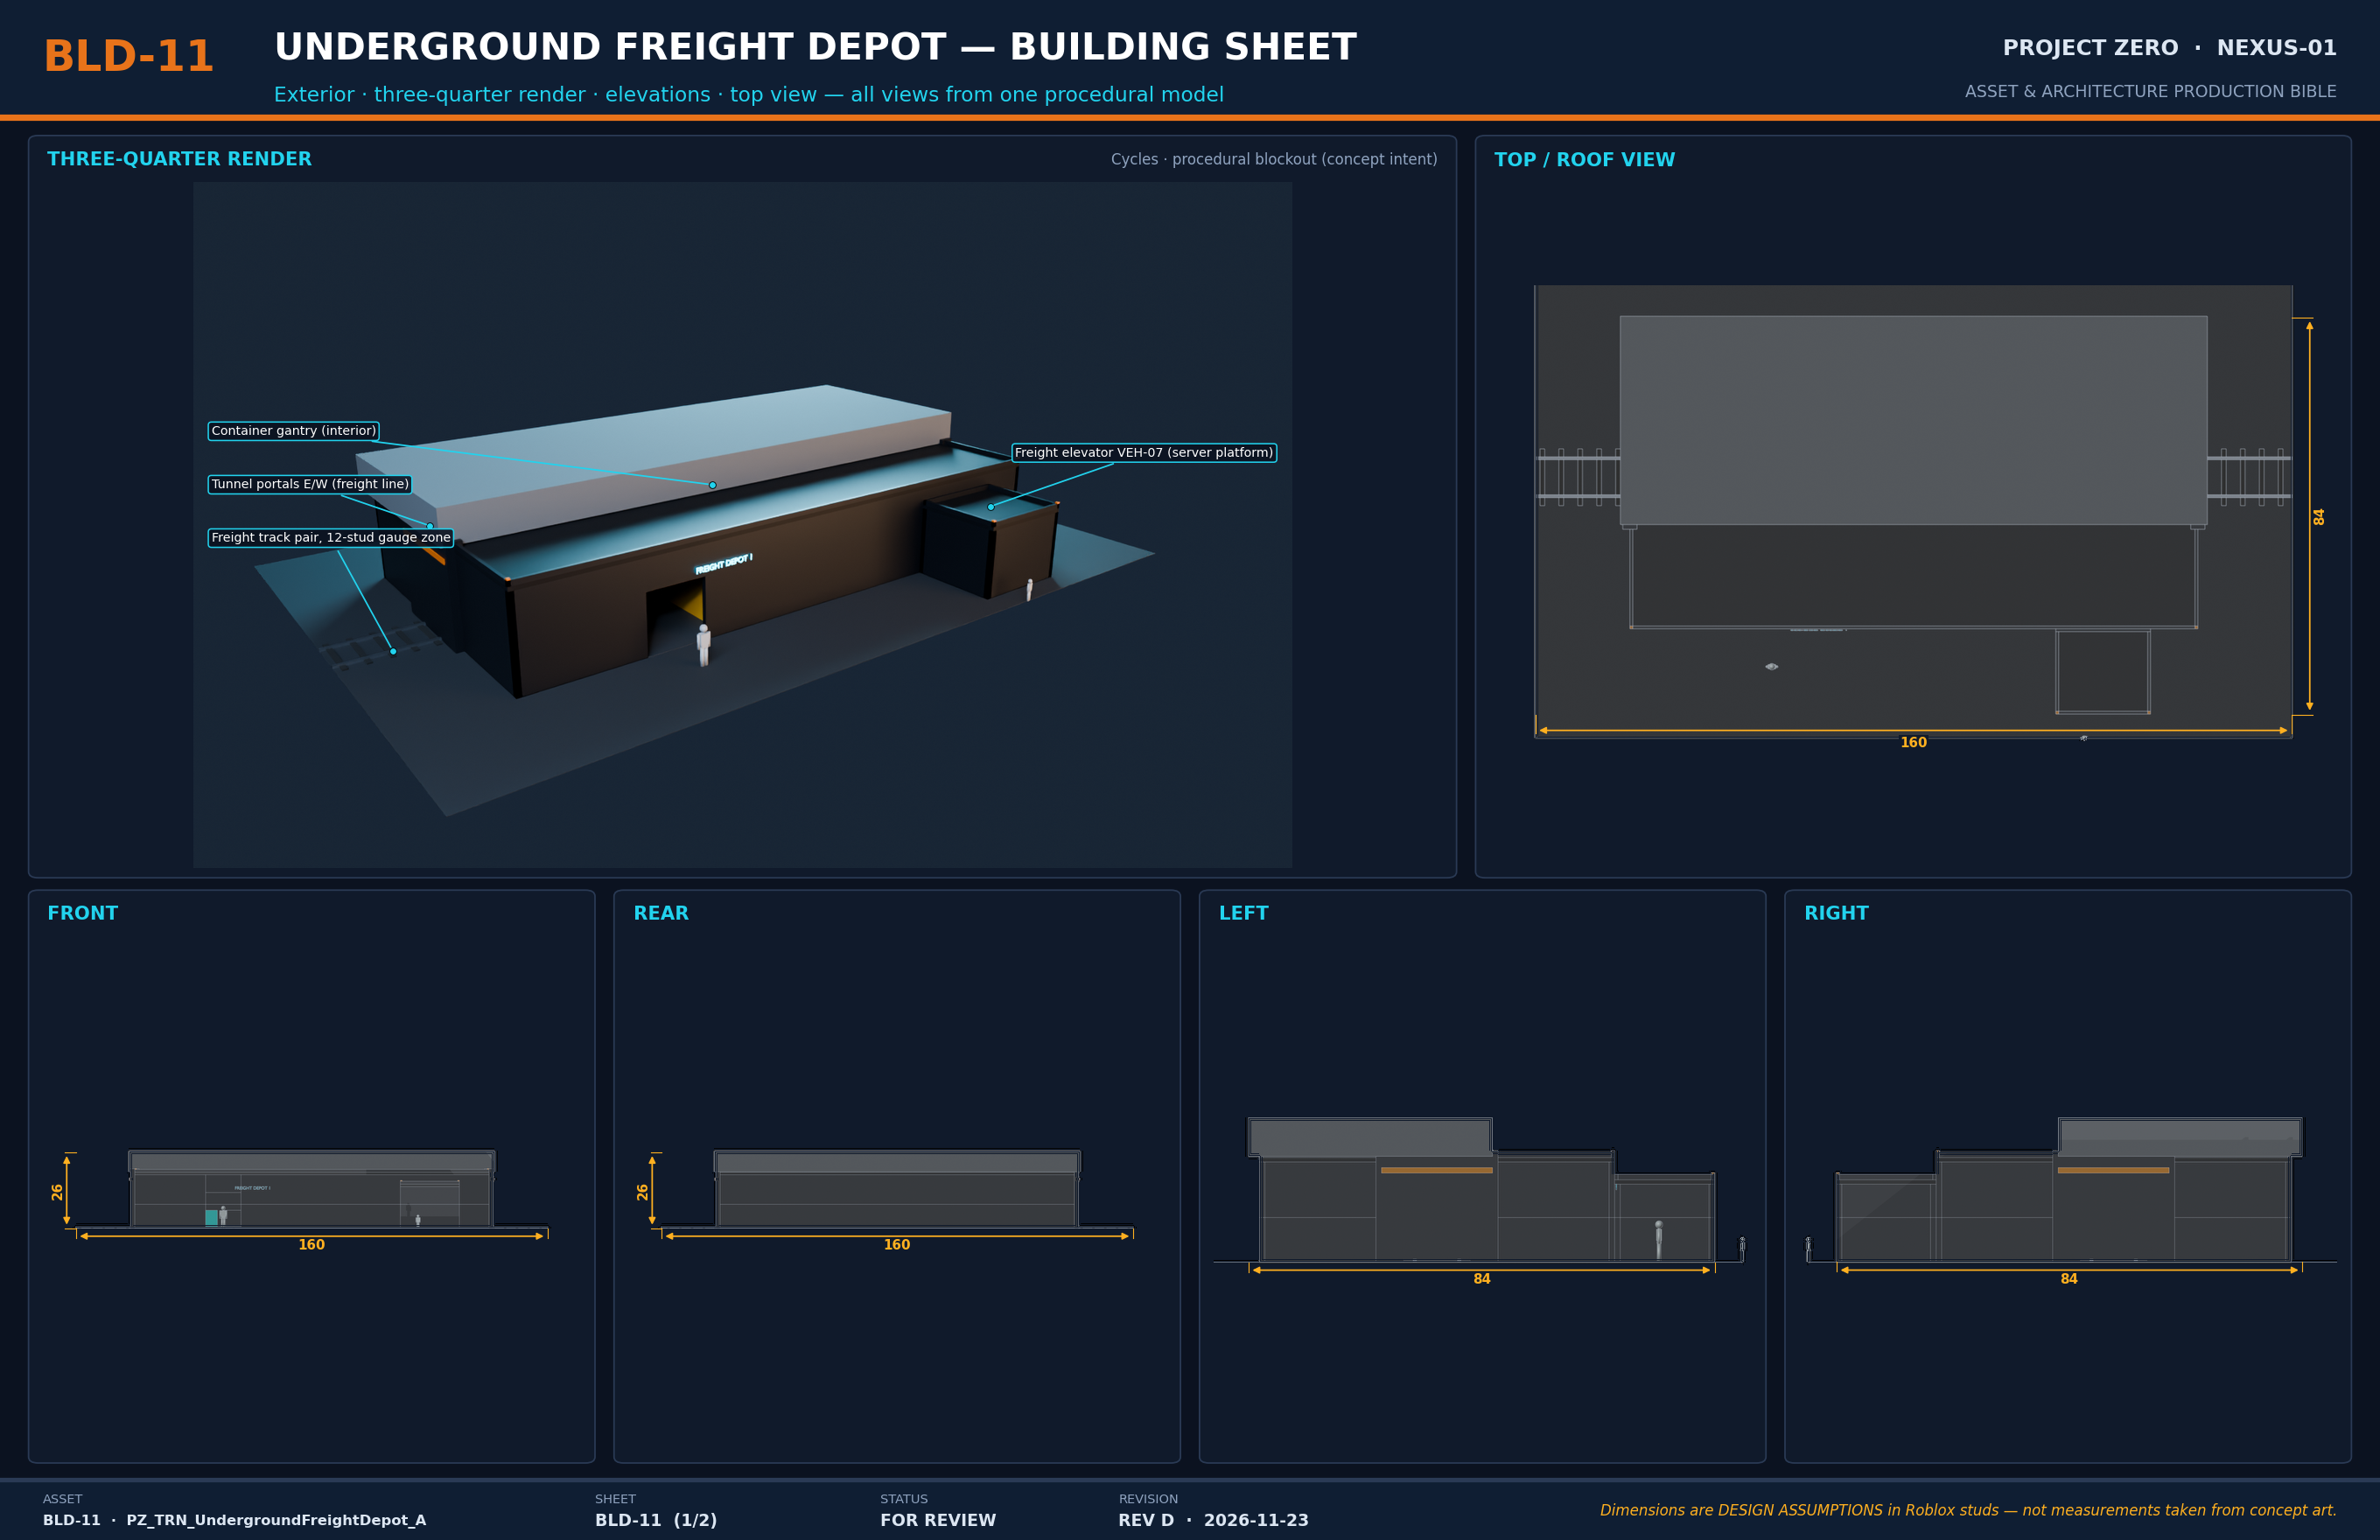 BLD-11
UNDERGROUND FREIGHT DEPOT — BUILDING SHEET
Exterior · three-quarter render · elevations · top view — all views from one procedural model
PROJECT ZERO · NEXUS-01
ASSET & ARCHITECTURE PRODUCTION BIBLE
THREE-QUARTER RENDER
Cycles · procedural blockout (concept intent)
Container gantry (interior)
Tunnel portals E/W (freight line)
Freight track pair, 12-stud gauge zone
Freight elevator VEH-07 (server platform)
FREIGHT DEPOT I
TOP / ROOF VIEW
84
160
FRONT
26
FREIGHT DEPOT I
160
REAR
26
160
LEFT
84
RIGHT
84
ASSET
BLD-11 · PZ_TRN_UndergroundFreightDepot_A
SHEET
BLD-11 (1/2)
STATUS
FOR REVIEW
REVISION
REV D · 2026-11-23
Dimensions are DESIGN ASSUMPTIONS in Roblox studs — not measurements taken from concept art.